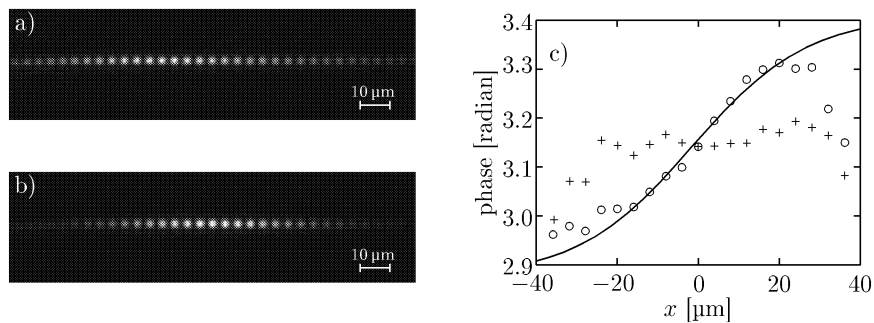 a)
10 µm
b)
10 µm
c)
phase [radian]
3.4
3.3
3.2
3.1
3.0
2.9
−40 −20 0 20 40
x [µm]